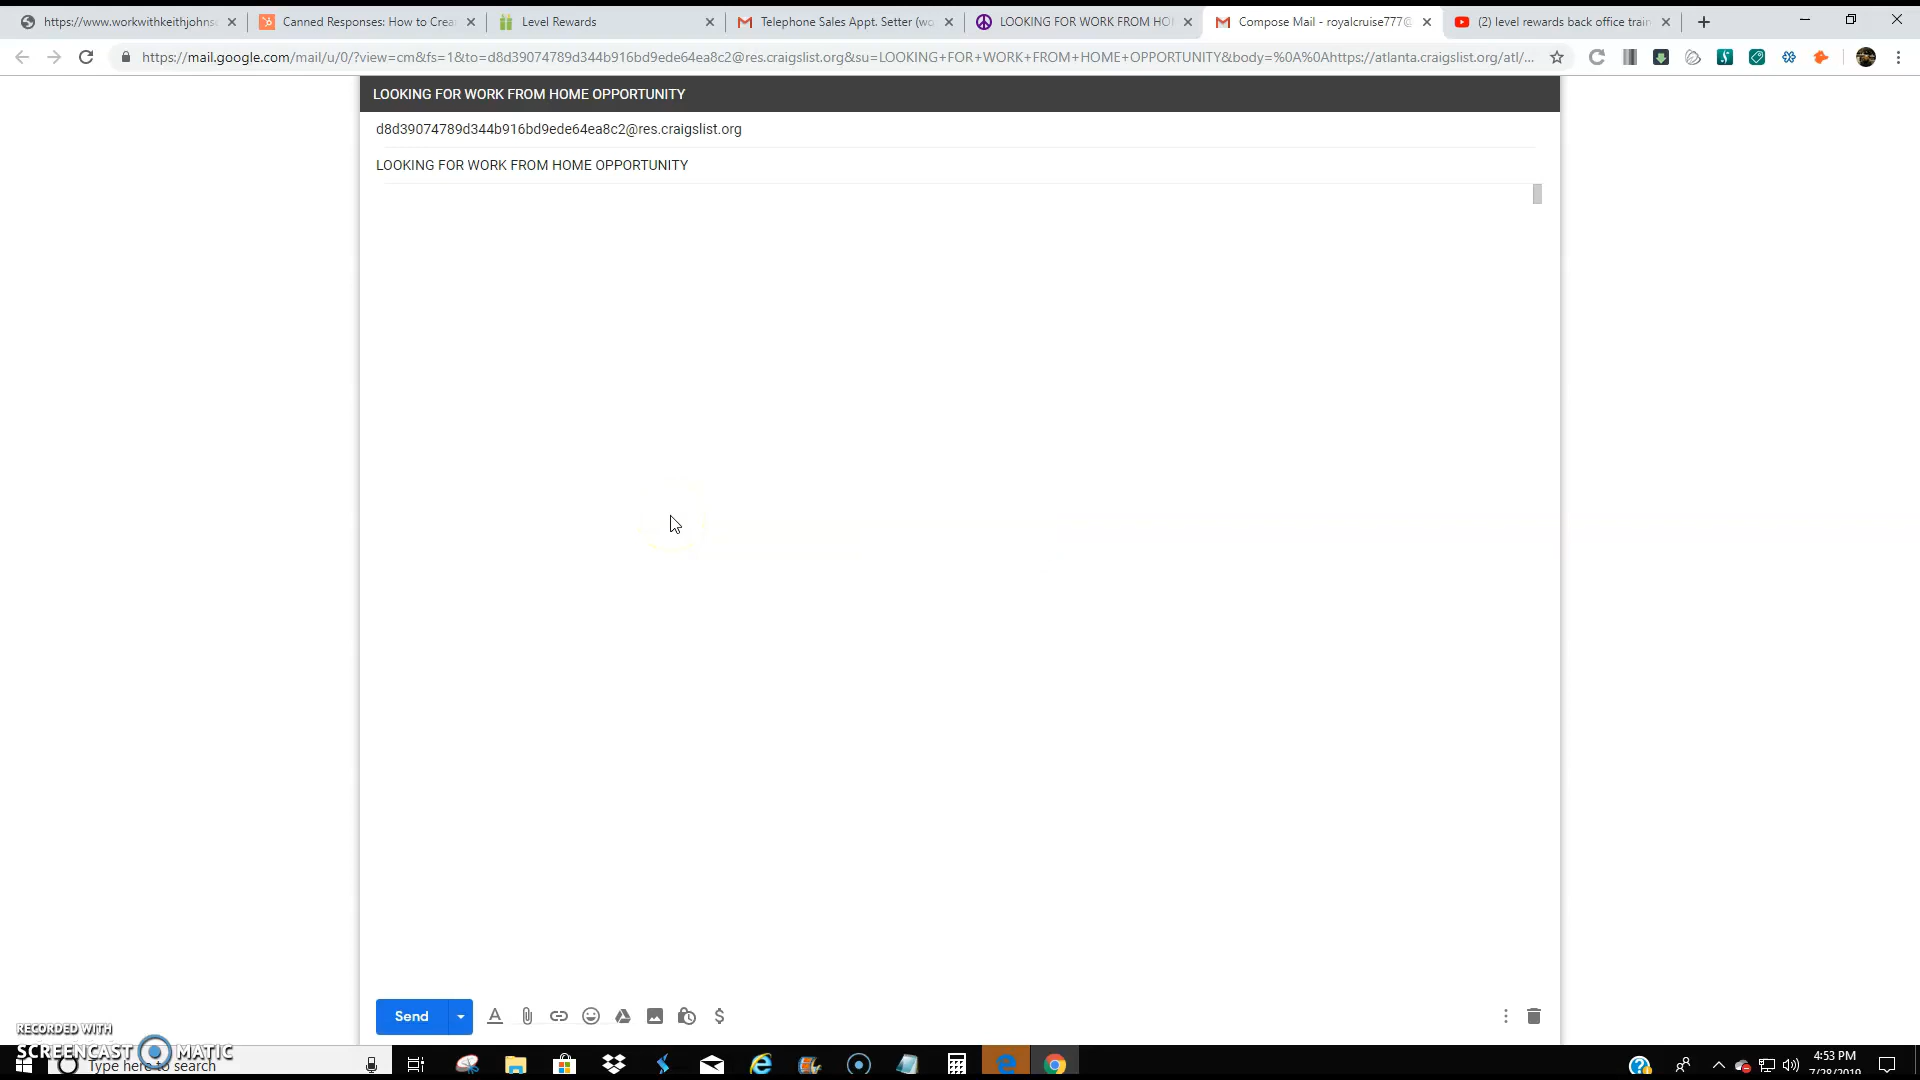 https://www.workwithkeithjohns
Canned Responses: How to Crea
Level Rewards
Telephone Sales Appt. Setter (wo
LOOKING FOR WORK FROM HO
Compose Mail - royalcruise777@
(2) level rewards back office train
https://mail.google.com/mail/u/0/?view=cm&fs=1&to=d8d39074789d344b916bd9ede64ea8c2@res.craigslist.org&su=LOOKING+FOR+WORK+FROM+HOME+OPPORTUNITY&body=%0A%0Ahttps://atlanta.craigslist.org/atl/...
LOOKING FOR WORK FROM HOME OPPORTUNITY
d8d39074789d344b916bd9ede64ea8c2@res.craigslist.org
LOOKING FOR WORK FROM HOME OPPORTUNITY
Send
RECORDED WITH
SCREENCAST MATIC
Type here to search
4:53 PM
7/28/2019